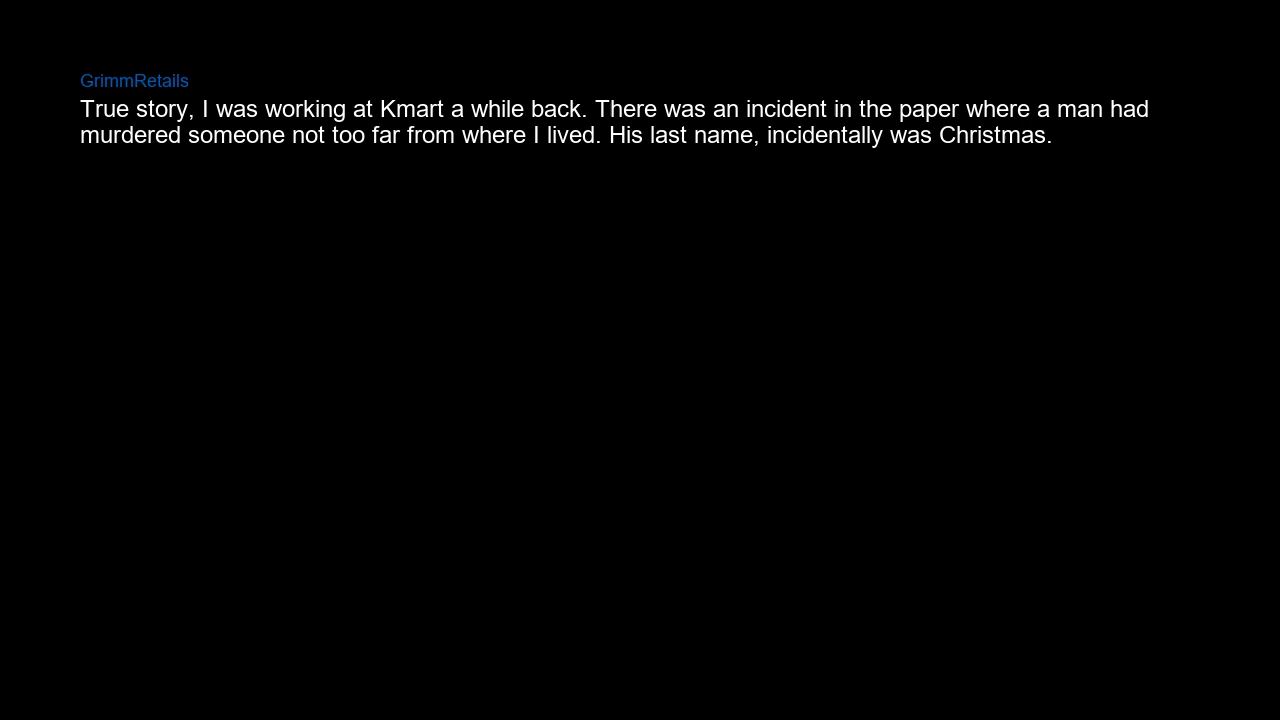 GrimmRetails
True story, I was working at Kmart a while back. There was an incident in the paper where a man had
murdered someone not too far from where I lived. His last name, incidentally was Christmas.